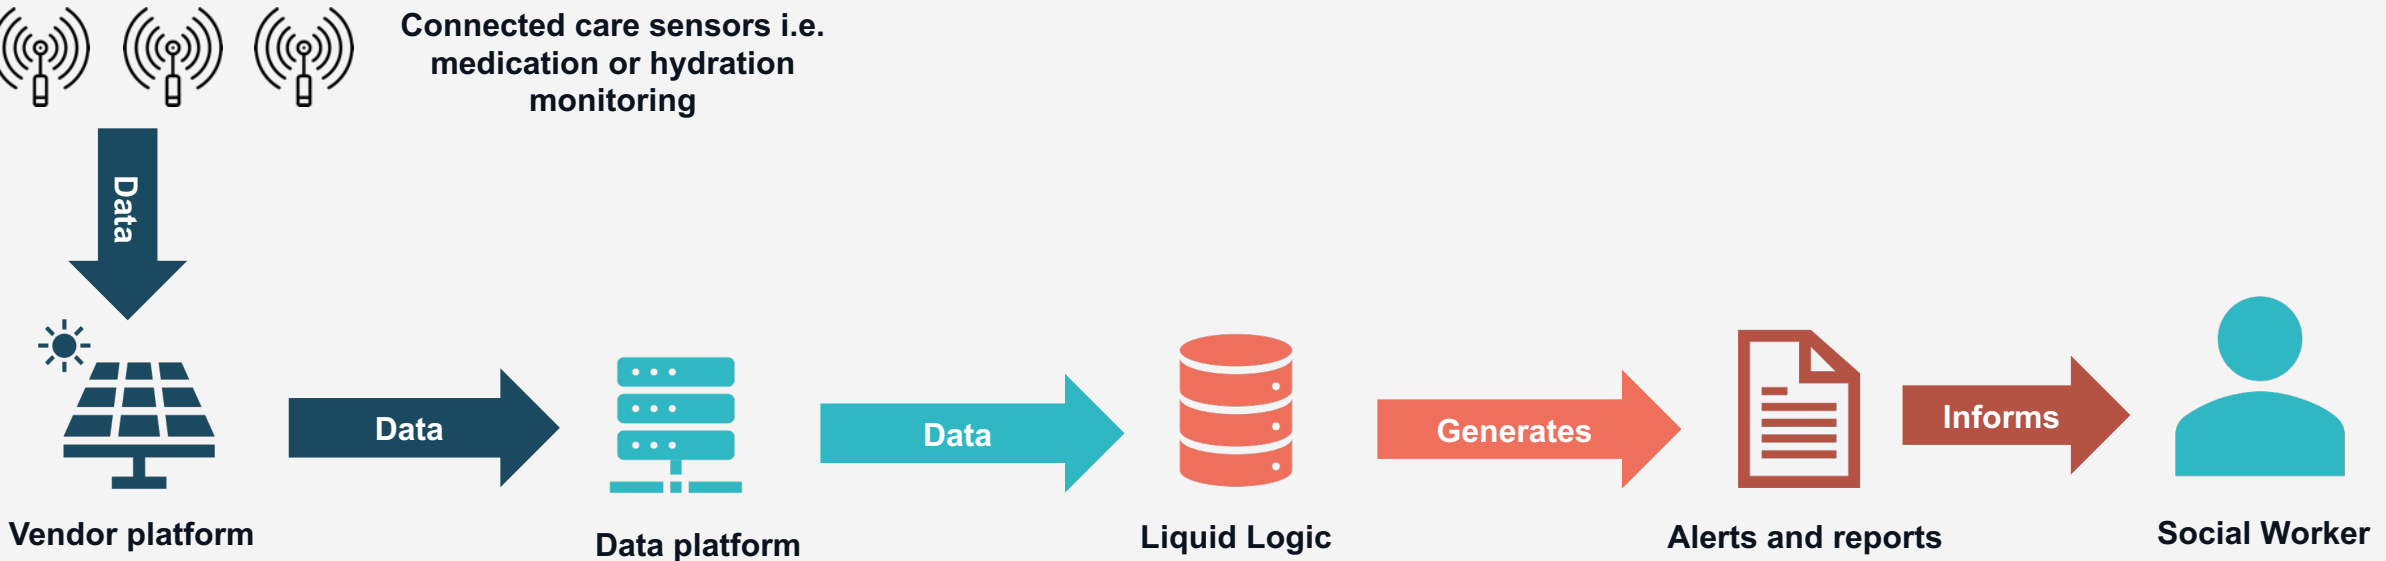 Connected care sensors i.e.
medication or hydration
monitoring
Data
Data
Data
Generates
Informs
Vendor platform
Data platform
Liquid Logic
Alerts and reports
Social Worker